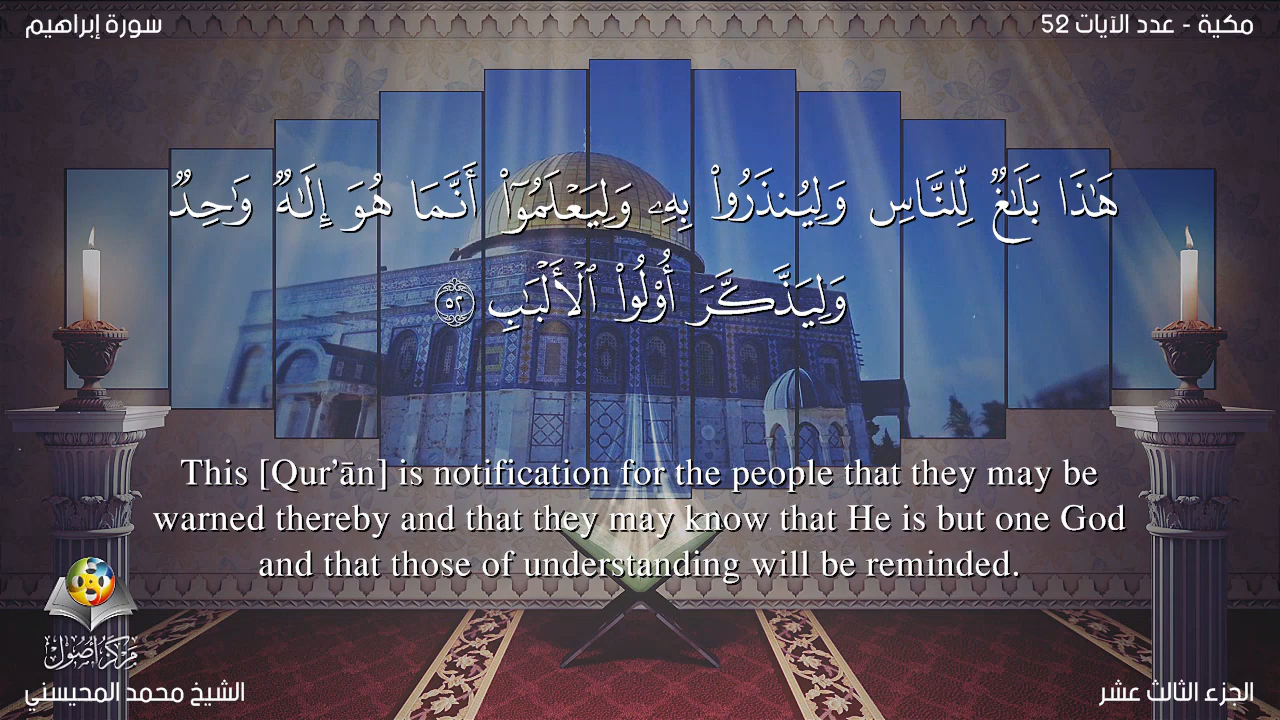 مكية - عدد الآيات 52
سورة إبراهيم
هَٰذَا بَلَٰغٌ لِّلنَّاسِ وَلِيُنذَرُوا۟ بِهِۦ وَلِيَعْلَمُوٓا۟ أَنَّمَا هُوَ إِلَٰهٌ وَٰحِدٌ
وَلِيَذَّكَّرَ أُو۟لُوا۟ ٱلْأَلْبَٰبِ ٥٢
This [Qur’ān] is notification for the people that they may be
warned thereby and that they may know that He is but one God
and that those of understanding will be reminded.
مركز أصول
الجزء الثالث عشر
الشيخ محمد المحيسني